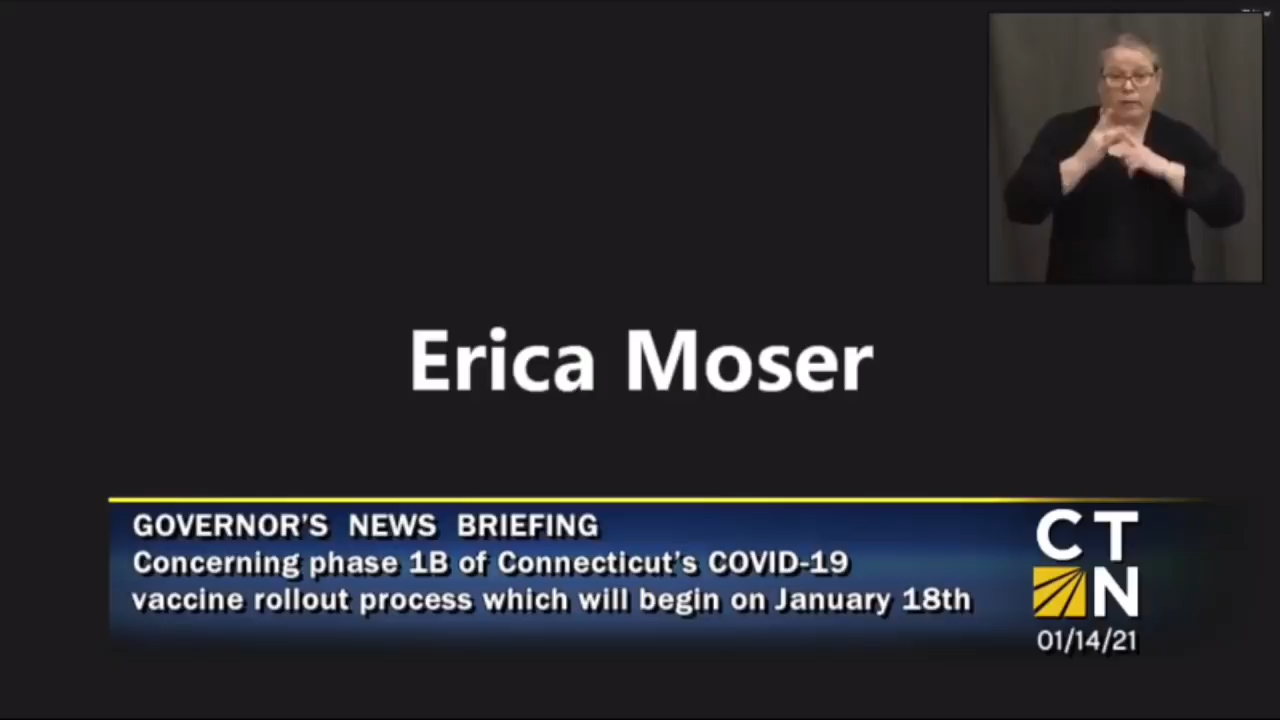 Erica Moser
GOVERNOR'S NEWS BRIEFING
Concerning phase 1B of Connecticut's COVID-19
vaccine rollout process which will begin on January 18th
CT
N
01/14/21